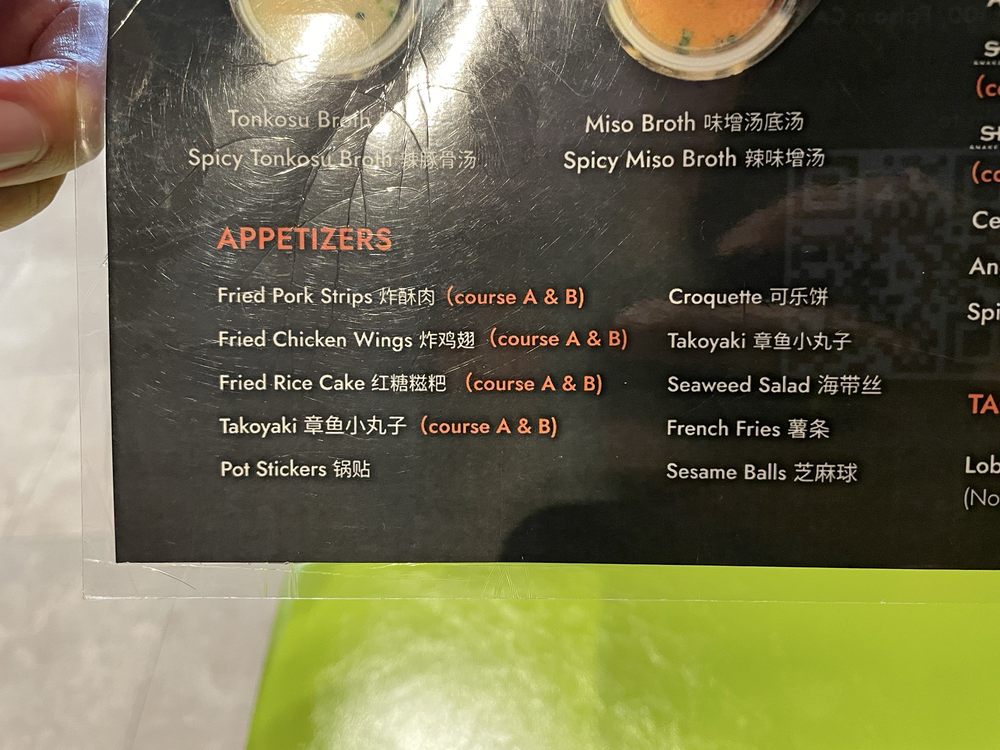 Tonkosu Broth
Spicy Tonkosu Broth 辣豚骨汤
Miso Broth 味增汤底汤
Spicy Miso Broth 辣味增汤
APPETIZERS
Fried Pork Strips 炸酥肉 (course A & B)
Fried Chicken Wings 炸鸡翅 (course A & B)
Fried Rice Cake 红糖糍粑 (course A & B)
Takoyaki 章鱼小丸子 (course A & B)
Pot Stickers 锅贴
Croquette 可乐饼
Takoyaki 章鱼小丸子
Seaweed Salad 海带丝
French Fries 薯条
Sesame Balls 芝麻球